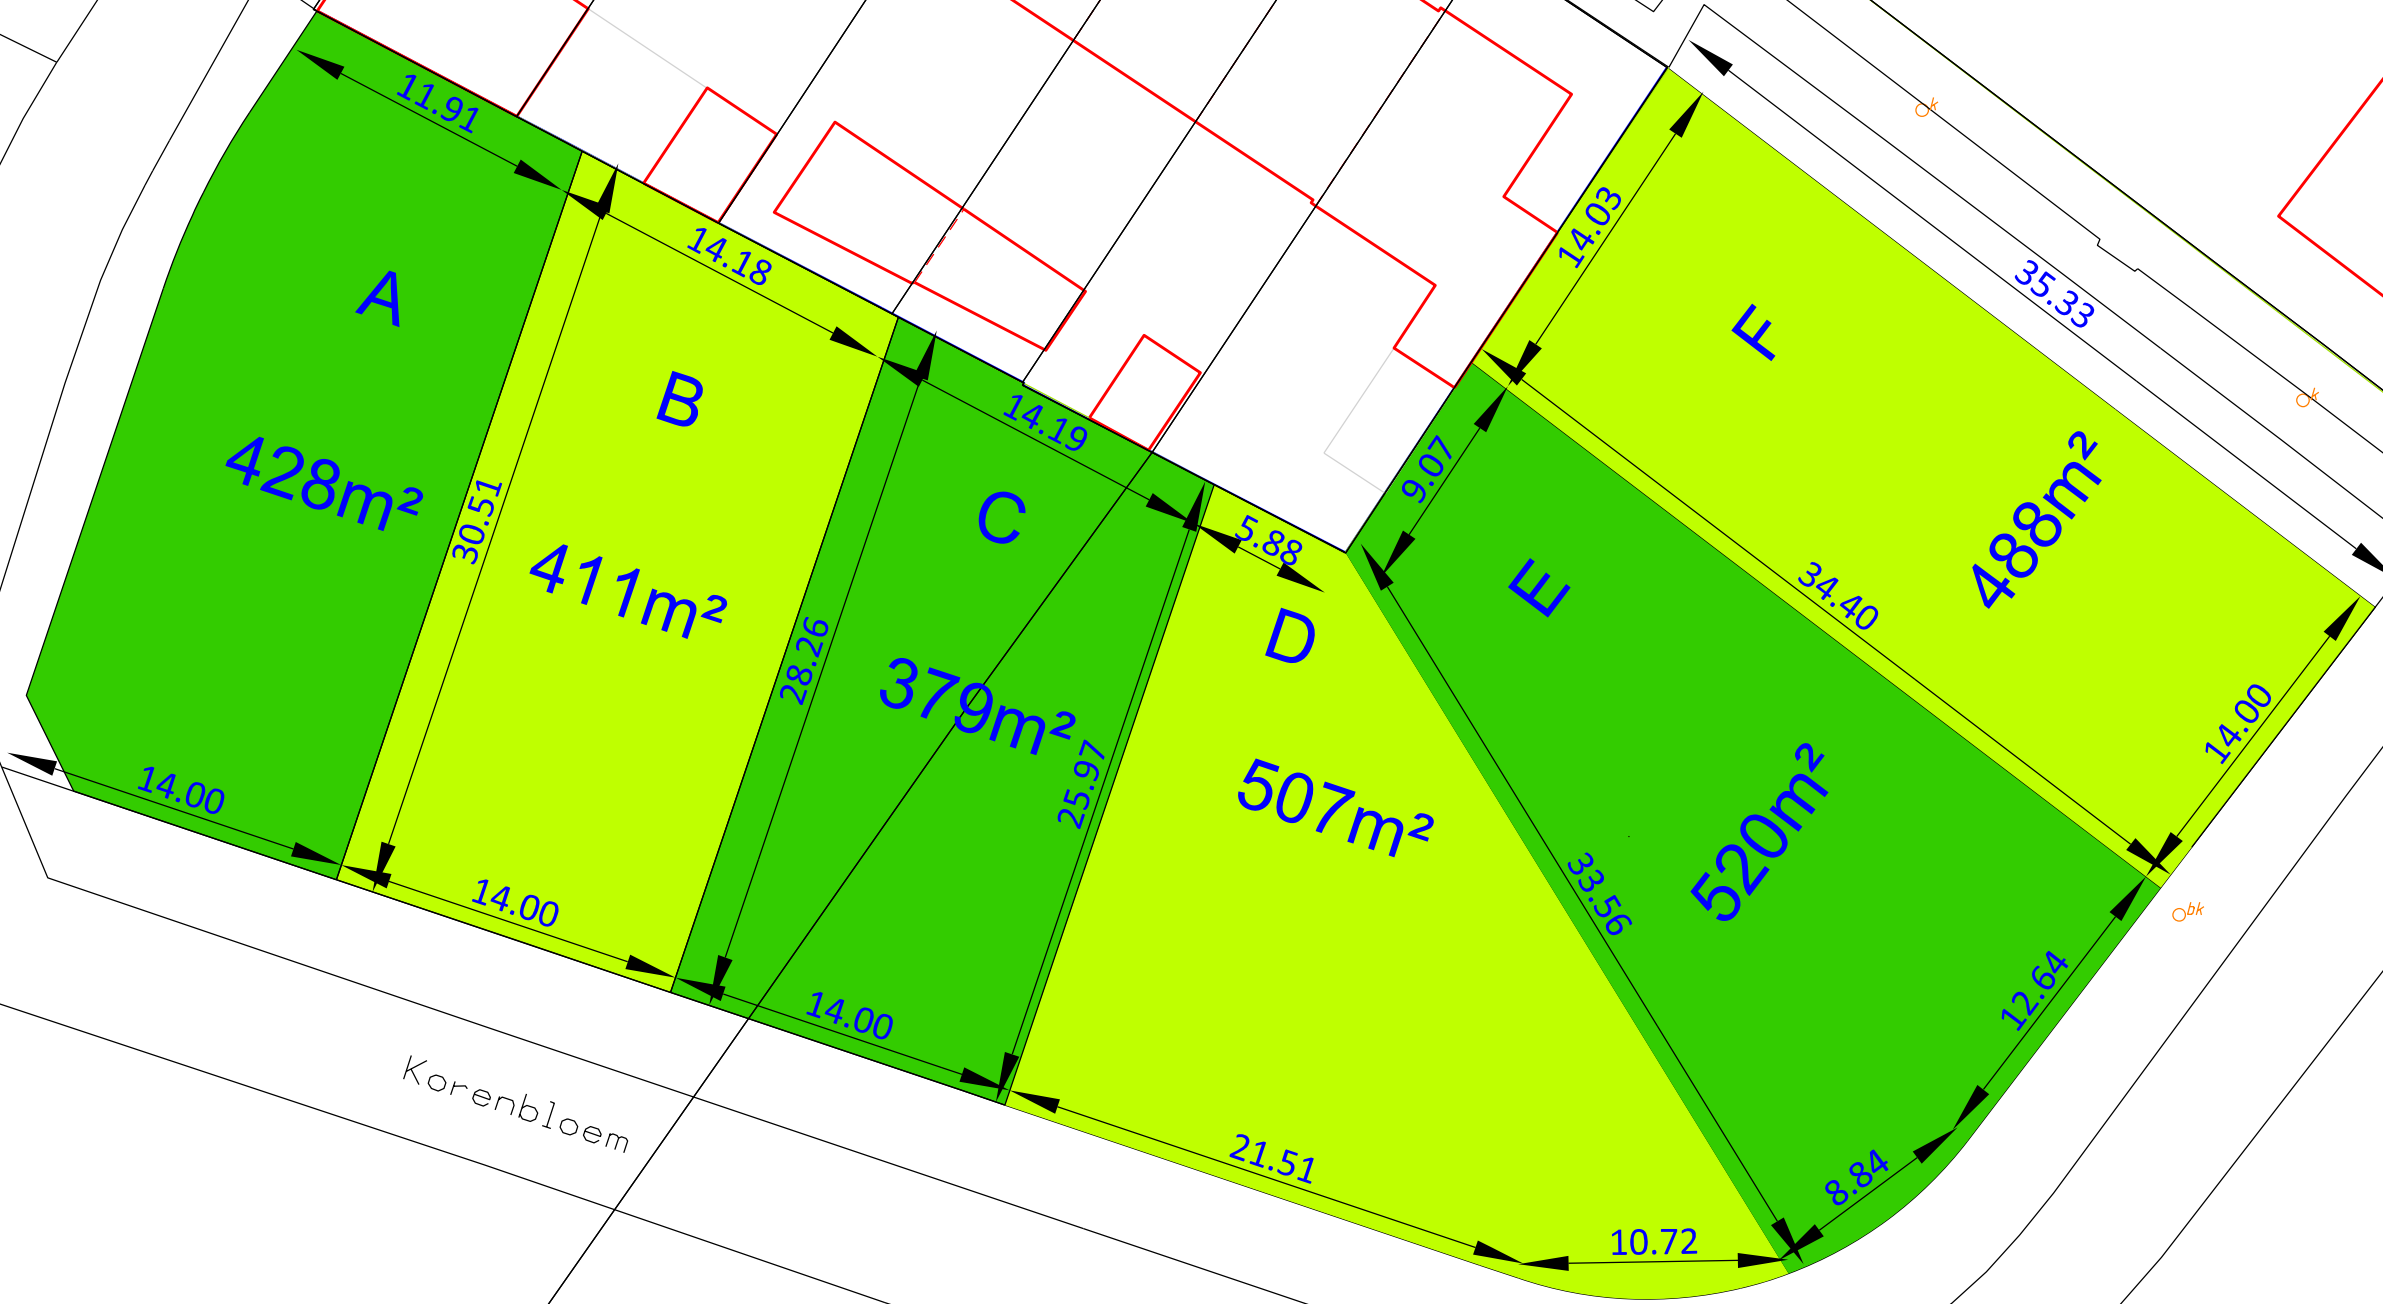 11.91
14.18
14.19
5.88
14.03
9.07
35.33
A
428m²
B
411m²
C
379m²
D
507m²
E
520m²
F
488m²
30.51
28.26
25.97
33.56
34.40
14.00
12.64
8.84
14.00
14.00
14.00
21.51
10.72
Korenbloem
k
k
bk